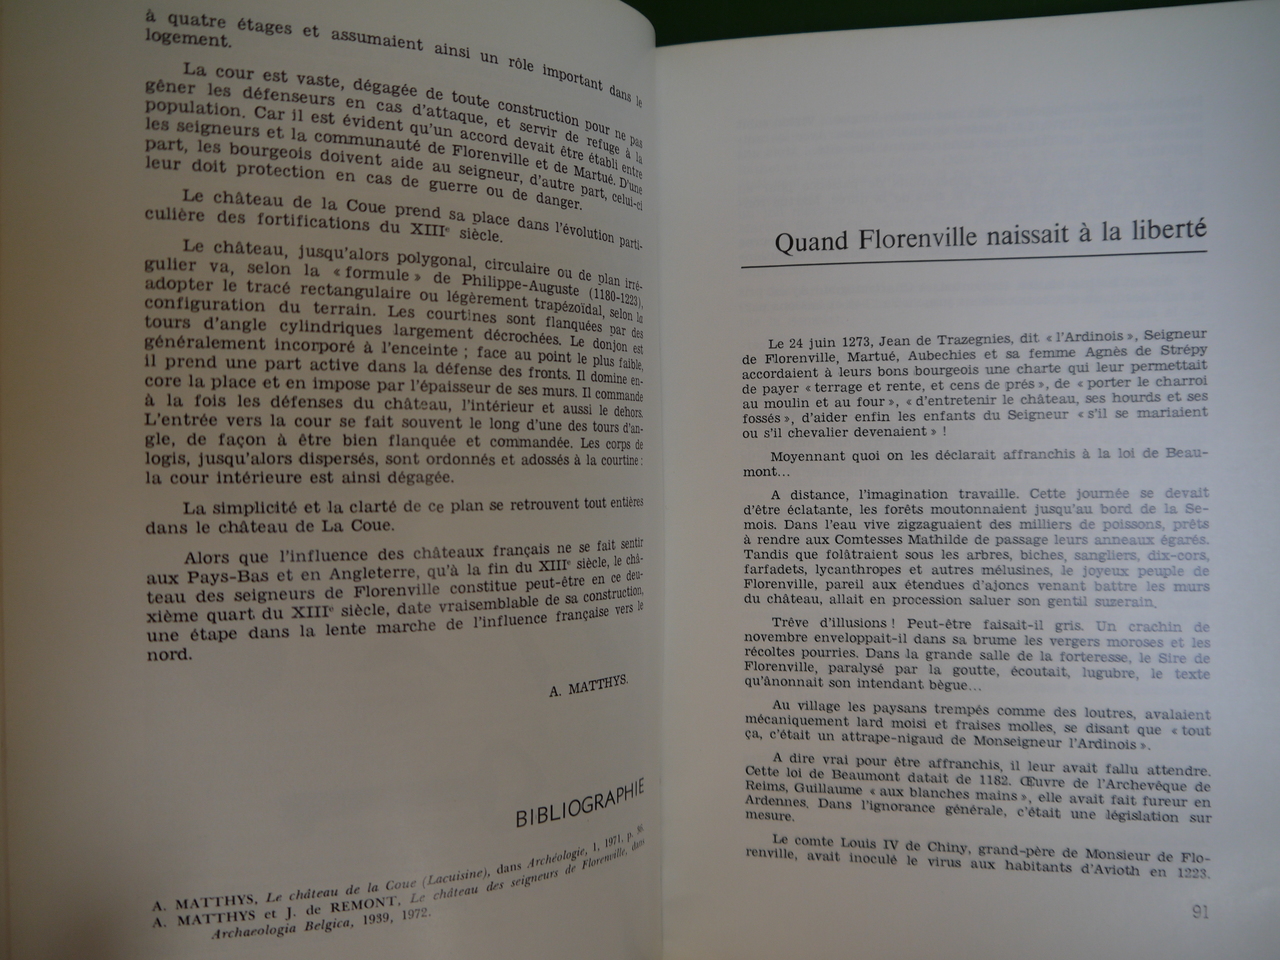 à quatre étages et assumaient ainsi un rôle important dans le
logement.
La cour est vaste, dégagée de toute construction pour ne pas
gêner les défenseurs en cas d'attaque, et servir de refuge à la
population. Car il est évident qu'un accord devait être établi entre
les seigneurs et la communauté de Florenville et de Martué. D'une
part, les bourgeois doivent aide au seigneur, d'autre part, celui-ci
leur doit protection en cas de guerre ou de danger.
Le château de la Coue prend sa place dans l'évolution parti-
culière des fortifications du XIIIe siècle.
Le château, jusqu'alors polygonal, circulaire ou de plan irré-
gulier va, selon la « formule » de Philippe-Auguste (1180-1223),
adopter le tracé rectangulaire ou légèrement trapézoïdal, selon la
configuration du terrain. Les courtines sont flanquées par des
tours d'angle cylindriques largement décrochées. Le donjon est
généralement incorporé à l'enceinte ; face au point le plus faible,
il prend une part active dans la défense des fronts. Il domine en-
core la place et en impose par l'épaisseur de ses murs. Il commande
à la fois les défenses du château, l'intérieur et aussi le dehors.
L'entrée vers la cour se fait souvent le long d'une des tours d'an-
gle, de façon à être bien flanquée et commandée. Les corps de
logis, jusqu'alors dispersés, sont ordonnés et adossés à la courtine ;
la cour intérieure est ainsi dégagée.
La simplicité et la clarté de ce plan se retrouvent tout entières
dans le château de La Coue.
Alors que l'influence des châteaux français ne se fait sentir
aux Pays-Bas et en Angleterre, qu'à la fin du XIIIe siècle, le châ-
teau des seigneurs de Florenville constitue peut-être en ce deu-
xième quart du XIIIe siècle, date vraisemblable de sa construction,
une étape dans la lente marche de l'influence française vers le
nord.
A. MATTHYS.
BIBLIOGRAPHIE
A. MATTHYS, Le château de la Coue (Lacuisine), dans Archéologie, 1, 1971, p. 36.
A. MATTHYS et J. de REMONT, Le château des seigneurs de Florenville, dans
Archaeologia Belgica, 1939, 1972.
Quand Florenville naissait à la liberté
Le 24 juin 1273, Jean de Trazegnies, dit « l'Ardinois », Seigneur
de Florenville, Martué, Aubechies et sa femme Agnès de Strépy
accordaient à leurs bons bourgeois une charte qui leur permettait
de payer « terrage et rente, et cens de prés », de « porter le charroi
au moulin et au four », « d'entretenir le château, ses hourds et ses
fossés », d'aider enfin les enfants du Seigneur « s'il se mariaient
ou s'il chevalier devenaient » !
Moyennant quoi on les déclarait affranchis à la loi de Beau-
mont...
A distance, l'imagination travaille. Cette journée se devait
d'être éclatante, les forêts moutonnaient jusqu'au bord de la Se-
mois. Dans l'eau vive zigzaguaient des milliers de poissons, prêts
à rendre aux Comtesses Mathilde de passage leurs anneaux égarés.
Tandis que folâtraient sous les arbres, biches, sangliers, dix-cors,
farfadets, lycanthropes et autres mélusines, le joyeux peuple de
Florenville, pareil aux étendues d'ajoncs venant battre les murs
du château, allait en procession saluer son gentil suzerain.
Trêve d'illusions ! Peut-être faisait-il gris. Un crachin de
novembre enveloppait-il dans sa brume les vergers moroses et les
récoltes pourries. Dans la grande salle de la forteresse, le Sire de
Florenville, paralysé par la goutte, écoutait, lugubre, le texte
qu'ânonnait son intendant bègue...
Au village les paysans trempés comme des loutres, avalaient
mécaniquement lard moisi et fraises molles, se disant que « tout
ça, c'était un attrape-nigaud de Monseigneur l'Ardinois ».
A dire vrai pour être affranchis, il leur avait fallu attendre.
Cette loi de Beaumont datait de 1182. Œuvre de l'Archevêque de
Reims, Guillaume « aux blanches mains », elle avait fait fureur en
Ardennes. Dans l'ignorance générale, c'était une législation sur
mesure.
Le comte Louis IV de Chiny, grand-père de Monsieur de Flo-
renville, avait inoculé le virus aux habitants d'Avioth en 1223.
91